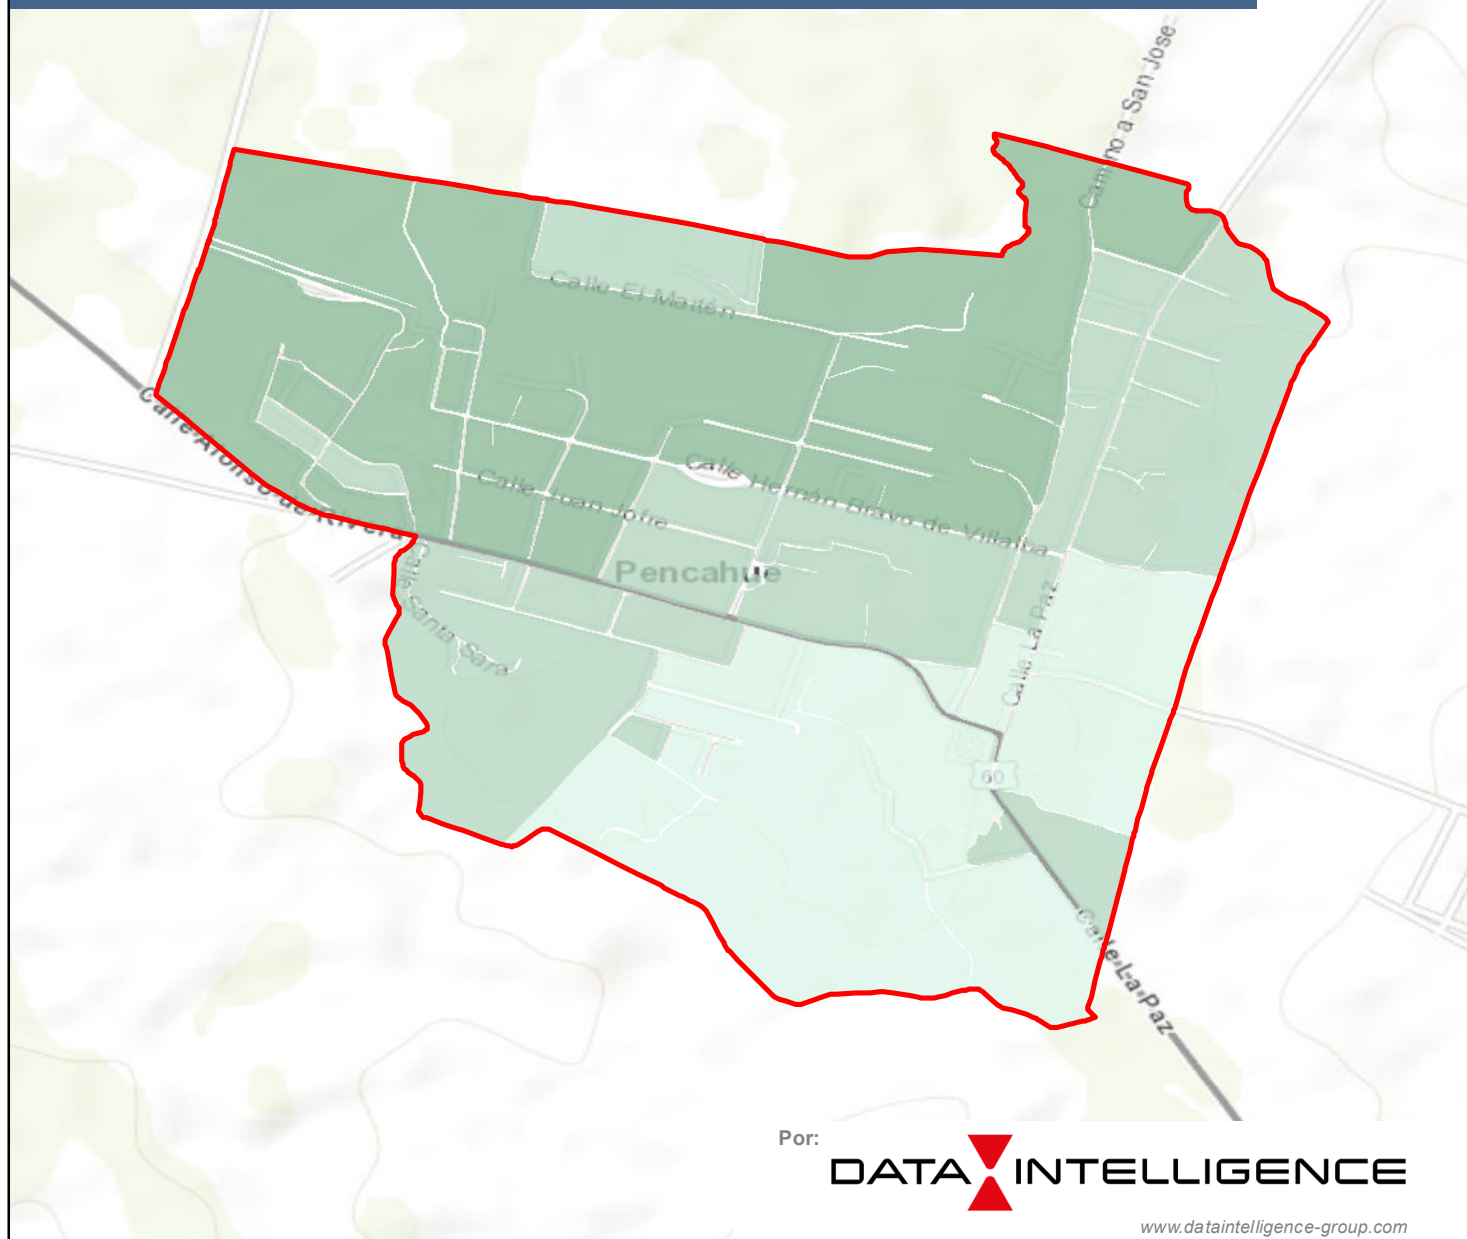 Camino a San Jose
Calle El Maitén
Calle Alonso de Rivera
Calle Hernán Bravo de Villalba
Calle Juan Jofre
Pencahue
Calle Santa Sara
Calle La Paz
60
Calle La Paz
Por:
DATA INTELLIGENCE
www.dataintelligence-group.com